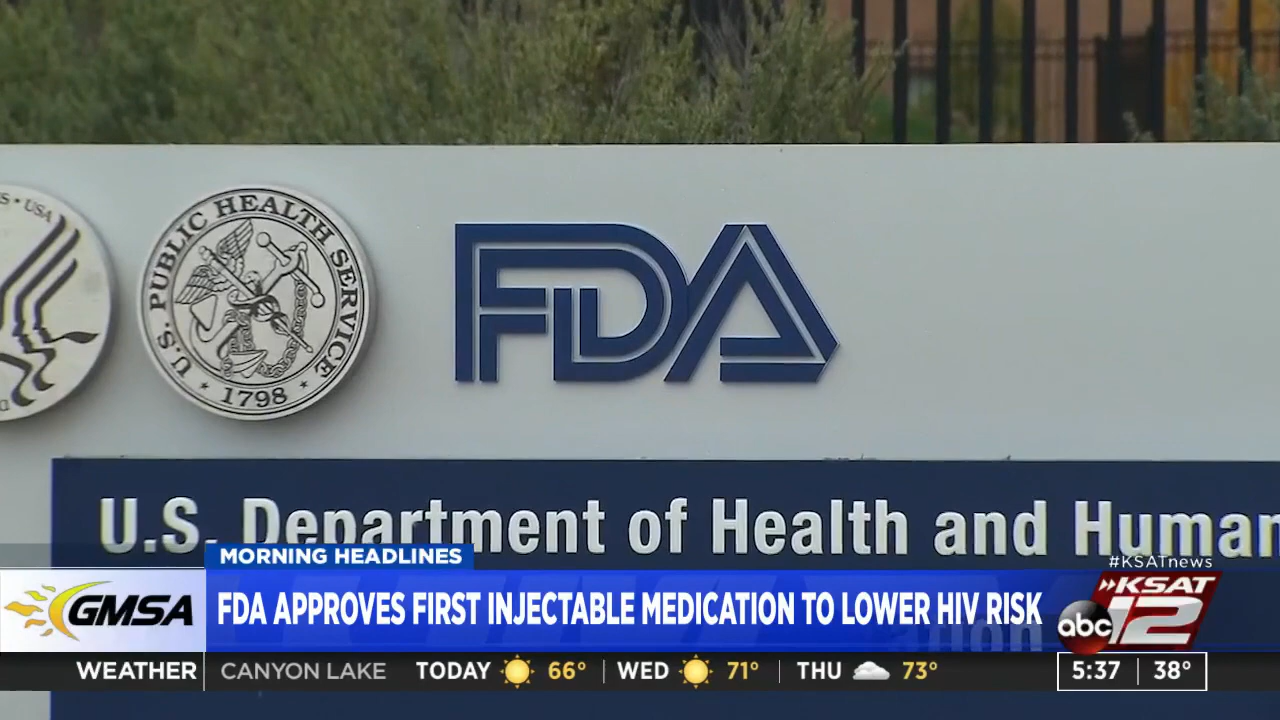 S • USA
U.S. PUBLIC HEALTH SERVICE
* 1798 *
FDA
U.S. Department of Health and Human
MORNING HEADLINES
#KSATnews
GMSA
FDA APPROVES FIRST INJECTABLE MEDICATION TO LOWER HIV RISK
abc
KSAT
12
WEATHER
CANYON LAKE TODAY 66° WED 71° THU 73°
5:37 38°